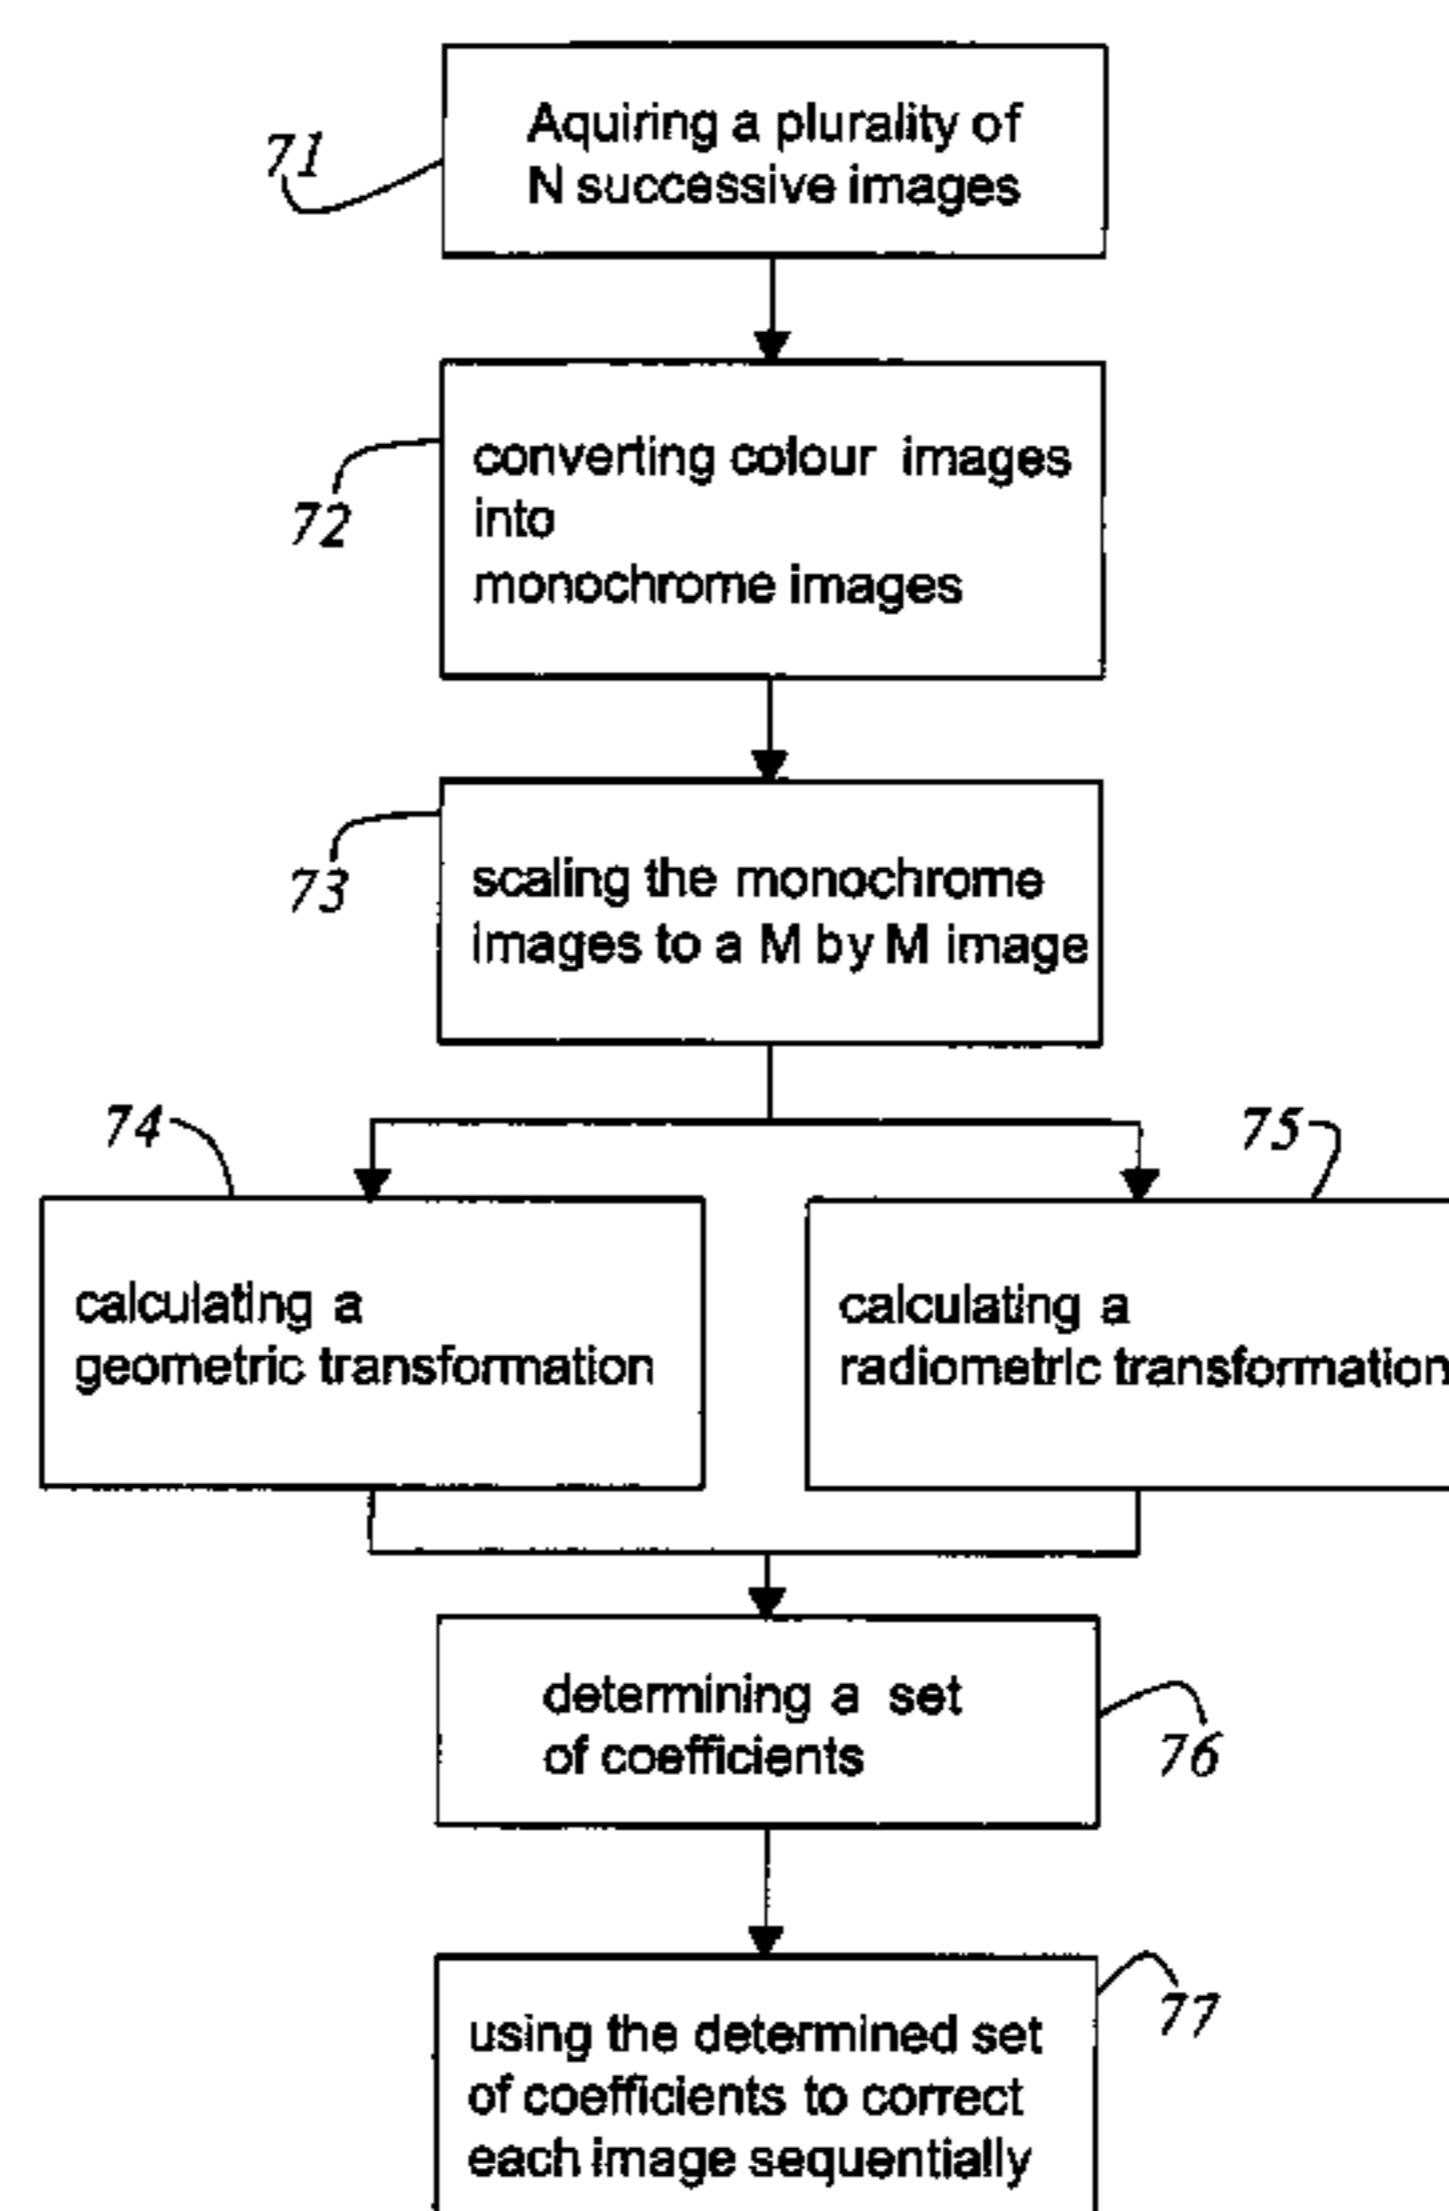 71
Aquiring a plurality of
N successive images
72
converting colour images
into
monochrome images
73
scaling the monochrome
images to a M by M image
74
75
calculating a
geometric transformation
calculating a
radiometric transformation
determining a set
of coefficients
76
77
using the determined set
of coefficients to correct
each image sequentially